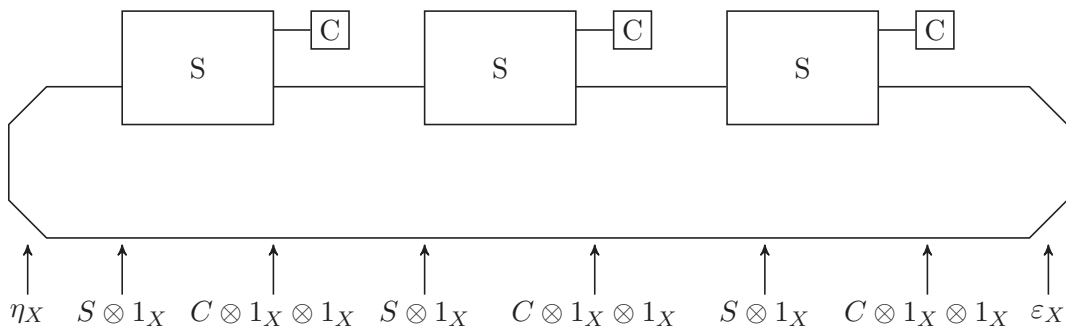 C C C
S S S
η_X S ⊗ 1_X C ⊗ 1_X ⊗ 1_X S ⊗ 1_X C ⊗ 1_X ⊗ 1_X S ⊗ 1_X C ⊗ 1_X ⊗ 1_X ε_X